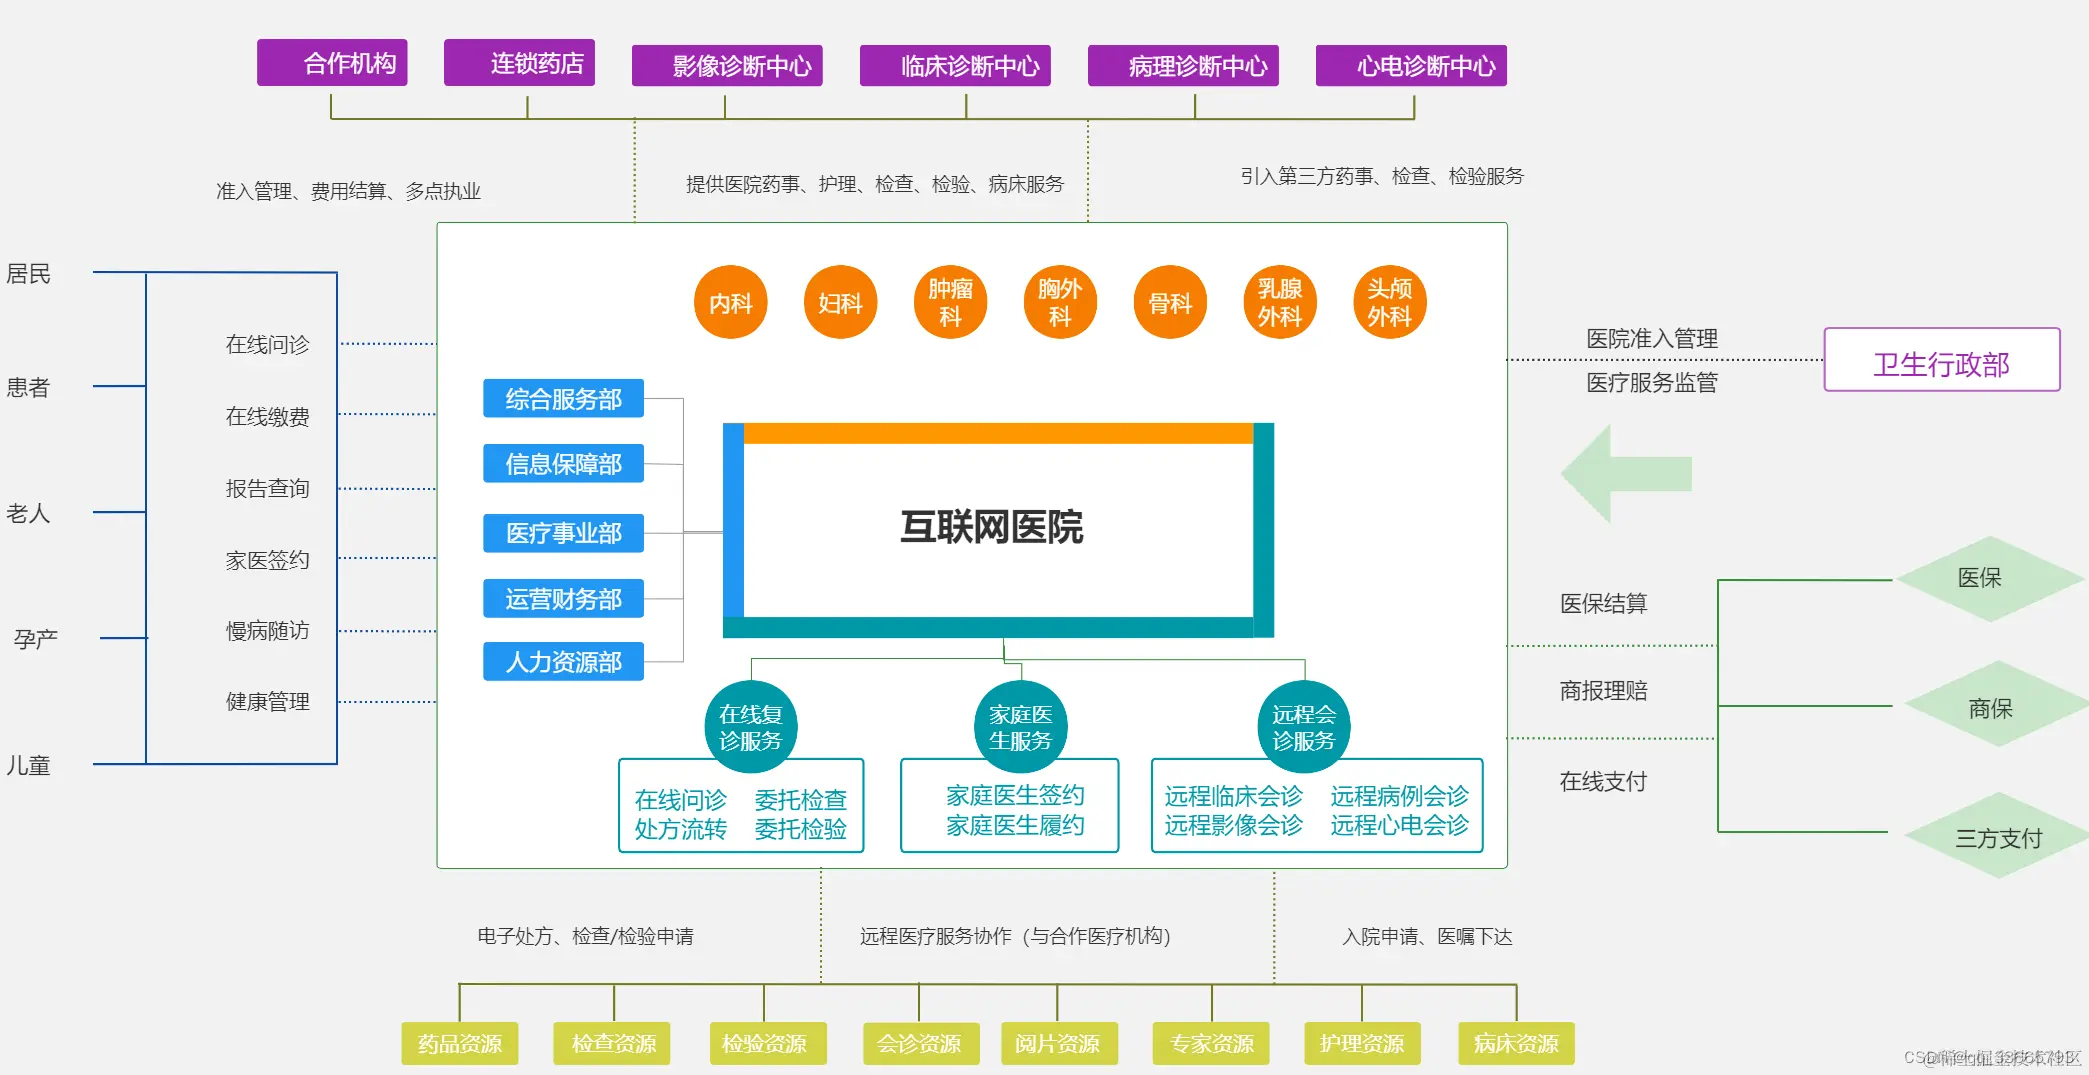 合作机构
连锁药店
影像诊断中心
临床诊断中心
病理诊断中心
心电诊断中心
准入管理、费用结算、多点执业
提供医院药事、护理、检查、检验、病床服务
引入第三方药事、检查、检验服务
居民
患者
老人
孕产
儿童
在线问诊
在线缴费
报告查询
家医签约
慢病随访
健康管理
内科
妇科
肿瘤
科
胸外
科
骨科
乳腺
外科
头颅
外科
综合服务部
信息保障部
医疗事业部
运营财务部
人力资源部
互联网医院
在线复
诊服务
在线问诊 委托检查
处方流转 委托检验
家庭医
生服务
家庭医生签约
家庭医生履约
远程会
诊服务
远程临床会诊 远程病例会诊
远程影像会诊 远程心电会诊
医院准入管理
医疗服务监管
卫生行政部
医保结算
商报理赔
在线支付
医保
商保
三方支付
电子处方、检查/检验申请
远程医疗服务协作（与合作医疗机构）
入院申请、医嘱下达
药品资源
检查资源
检验资源
会诊资源
阅片资源
专家资源
护理资源
病床资源